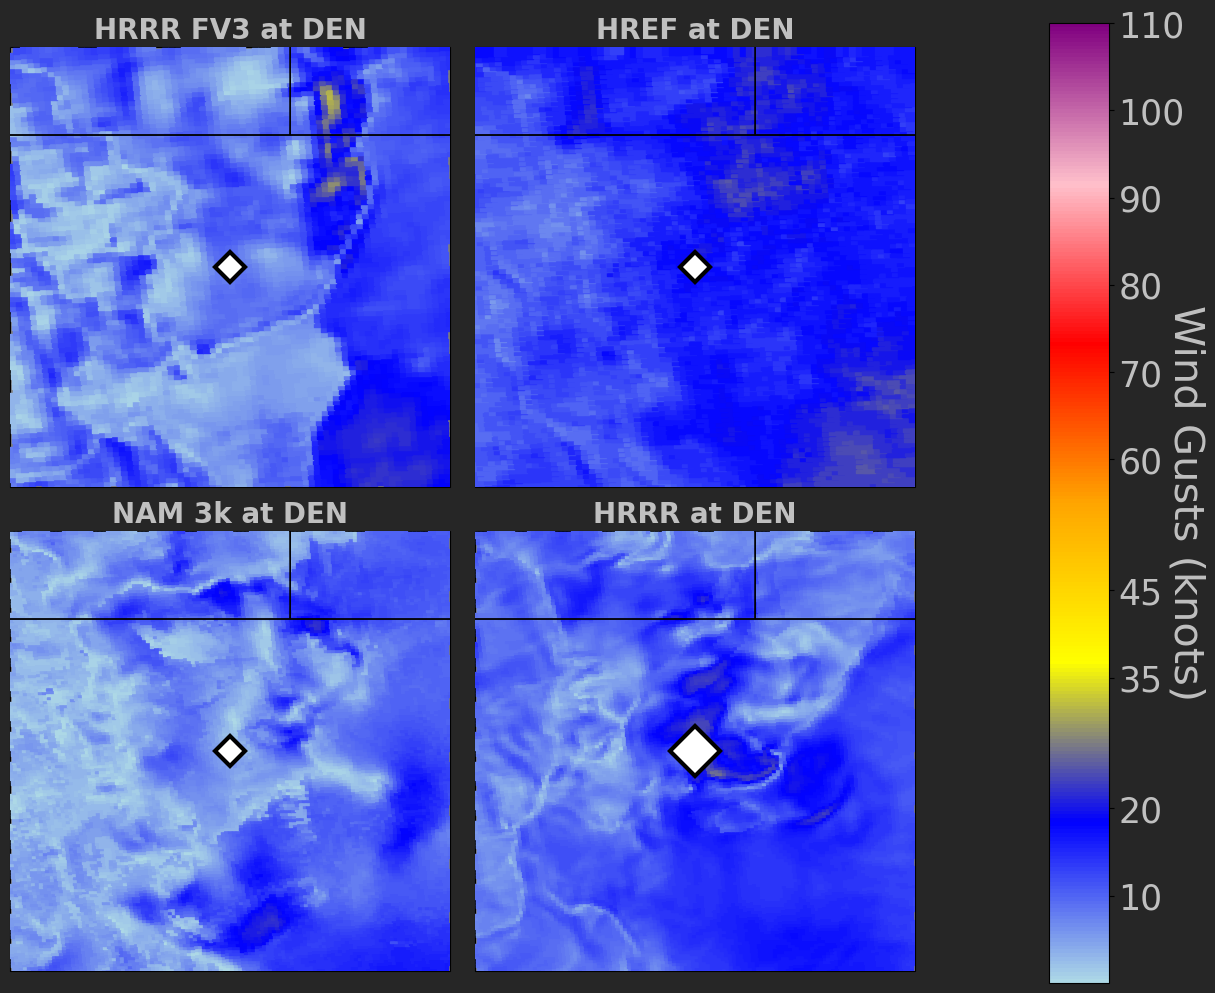 HRRR FV3 at DEN
HREF at DEN
NAM 3k at DEN
HRRR at DEN
110
100
90
80
70
60
45
35
20
10
Wind Gusts (knots)